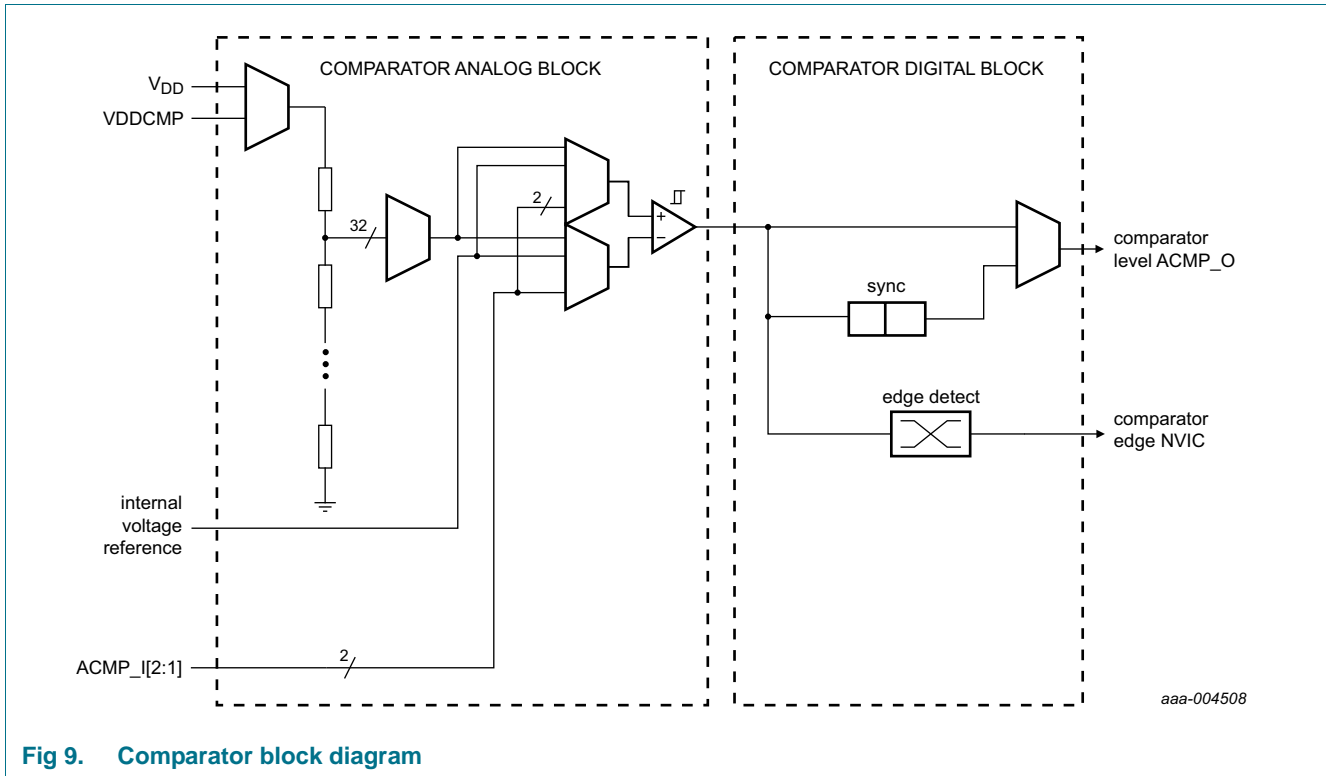 COMPARATOR ANALOG BLOCK
COMPARATOR DIGITAL BLOCK
VDD
VDDCMP
32
2
+
−
sync
comparator
level ACMP_O
edge detect
comparator
edge NVIC
internal
voltage
reference
ACMP_I[2:1]
2
aaa-004508
Fig 9. Comparator block diagram